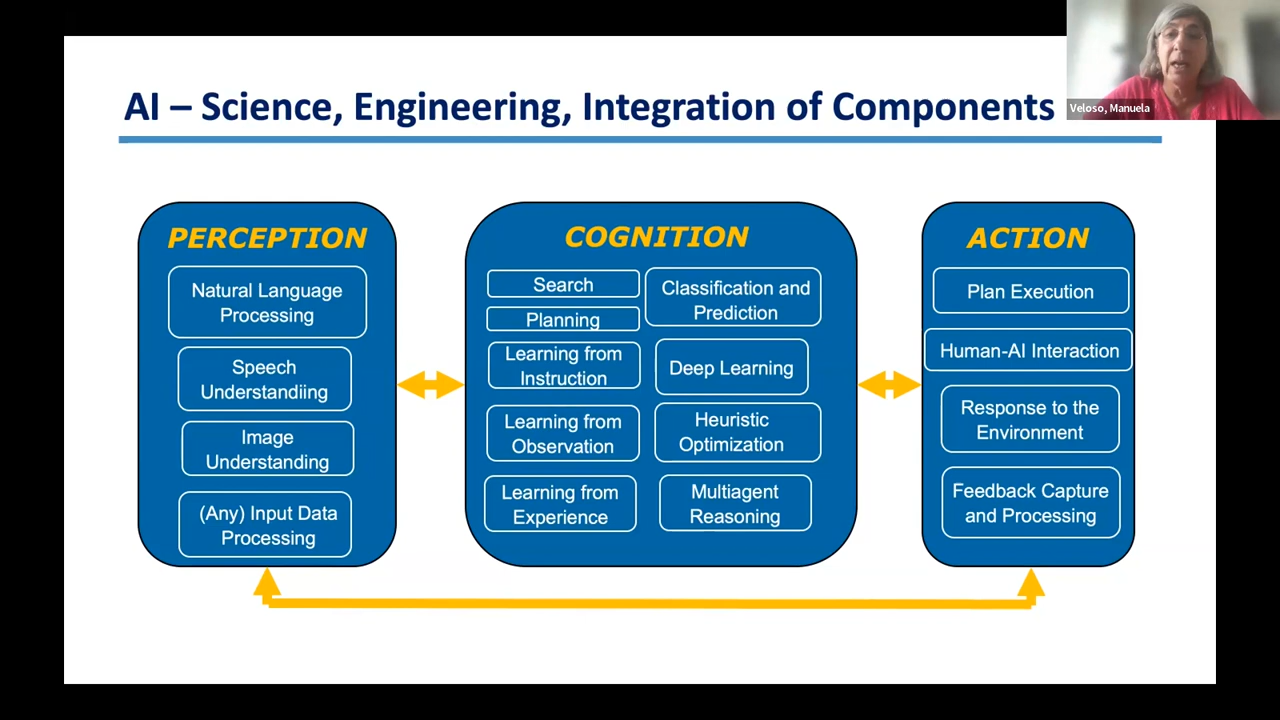 AI – Science, Engineering, Integration of Components
Veloso, Manuela
PERCEPTION
Natural Language
Processing
Speech
Understandiing
Image
Understanding
(Any) Input Data
Processing
COGNITION
Search
Planning
Learning from
Instruction
Learning from
Observation
Learning from
Experience
Classification and
Prediction
Deep Learning
Heuristic
Optimization
Multiagent
Reasoning
ACTION
Plan Execution
Human-AI Interaction
Response to the
Environment
Feedback Capture
and Processing